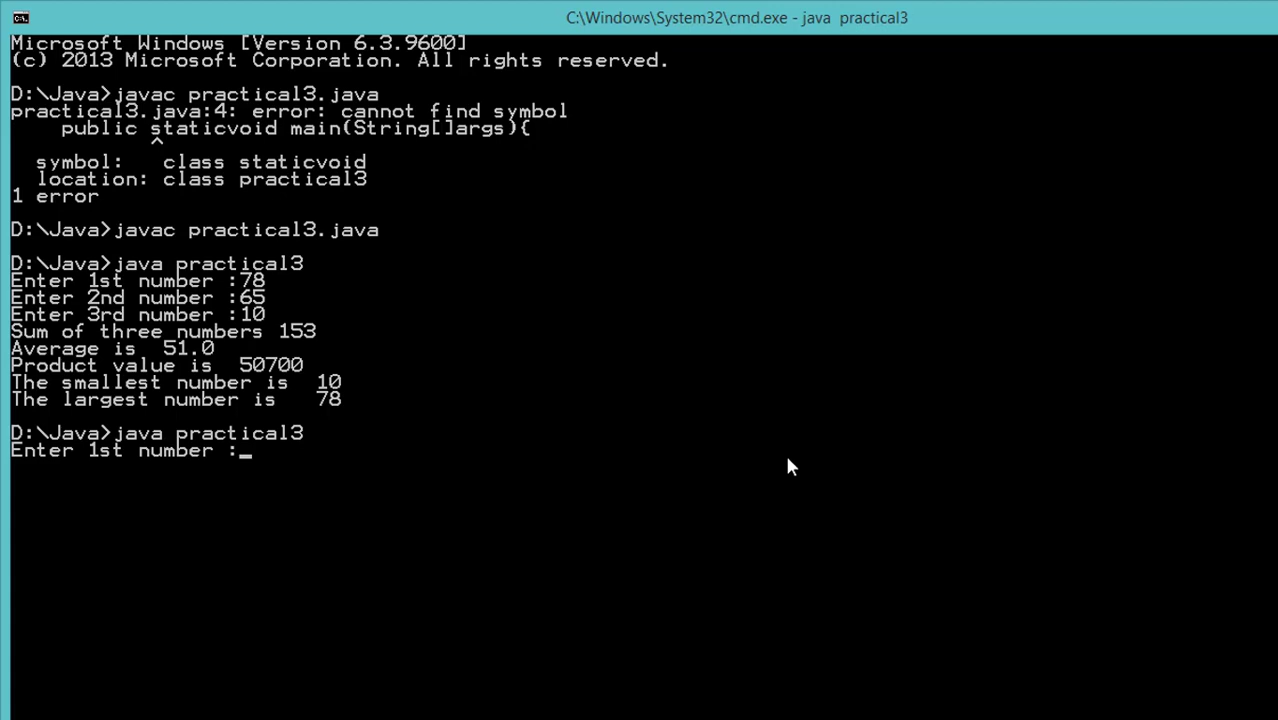 C:\Windows\System32\cmd.exe - java  practical3
Microsoft Windows [Version 6.3.9600]
(c) 2013 Microsoft Corporation. All rights reserved.
D:\Java>javac practical3.java
practical3.java:4: error: cannot find symbol
    public staticvoid main(String[]args){
           ^
  symbol:   class staticvoid
  location: class practical3
1 error
D:\Java>javac practical3.java
D:\Java>java practical3
Enter 1st number :78
Enter 2nd number :65
Enter 3rd number :10
Sum of three numbers 153
Average is  51.0
Product value is  50700
The smallest number is  10
The largest number is   78
D:\Java>java practical3
Enter 1st number :_